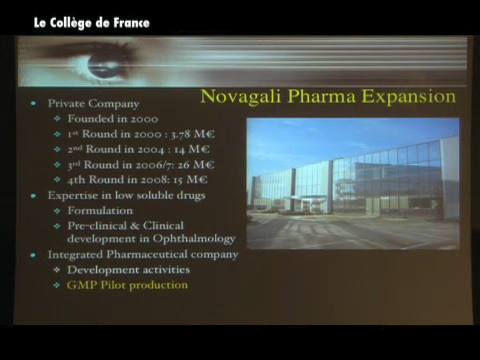 Le Collège de France
Novagali Pharma Expansion
Private Company
Founded in 2000
1st Round in 2000 : 3.78 M€
2nd Round in 2004 : 14 M€
3rd Round in 2006/7: 26 M€
4th Round in 2008: 15 M€
Expertise in low soluble drugs
Formulation
Pre-clinical & Clinical
development in Ophthalmology
Integrated Pharmaceutical company
Development activities
GMP Pilot production